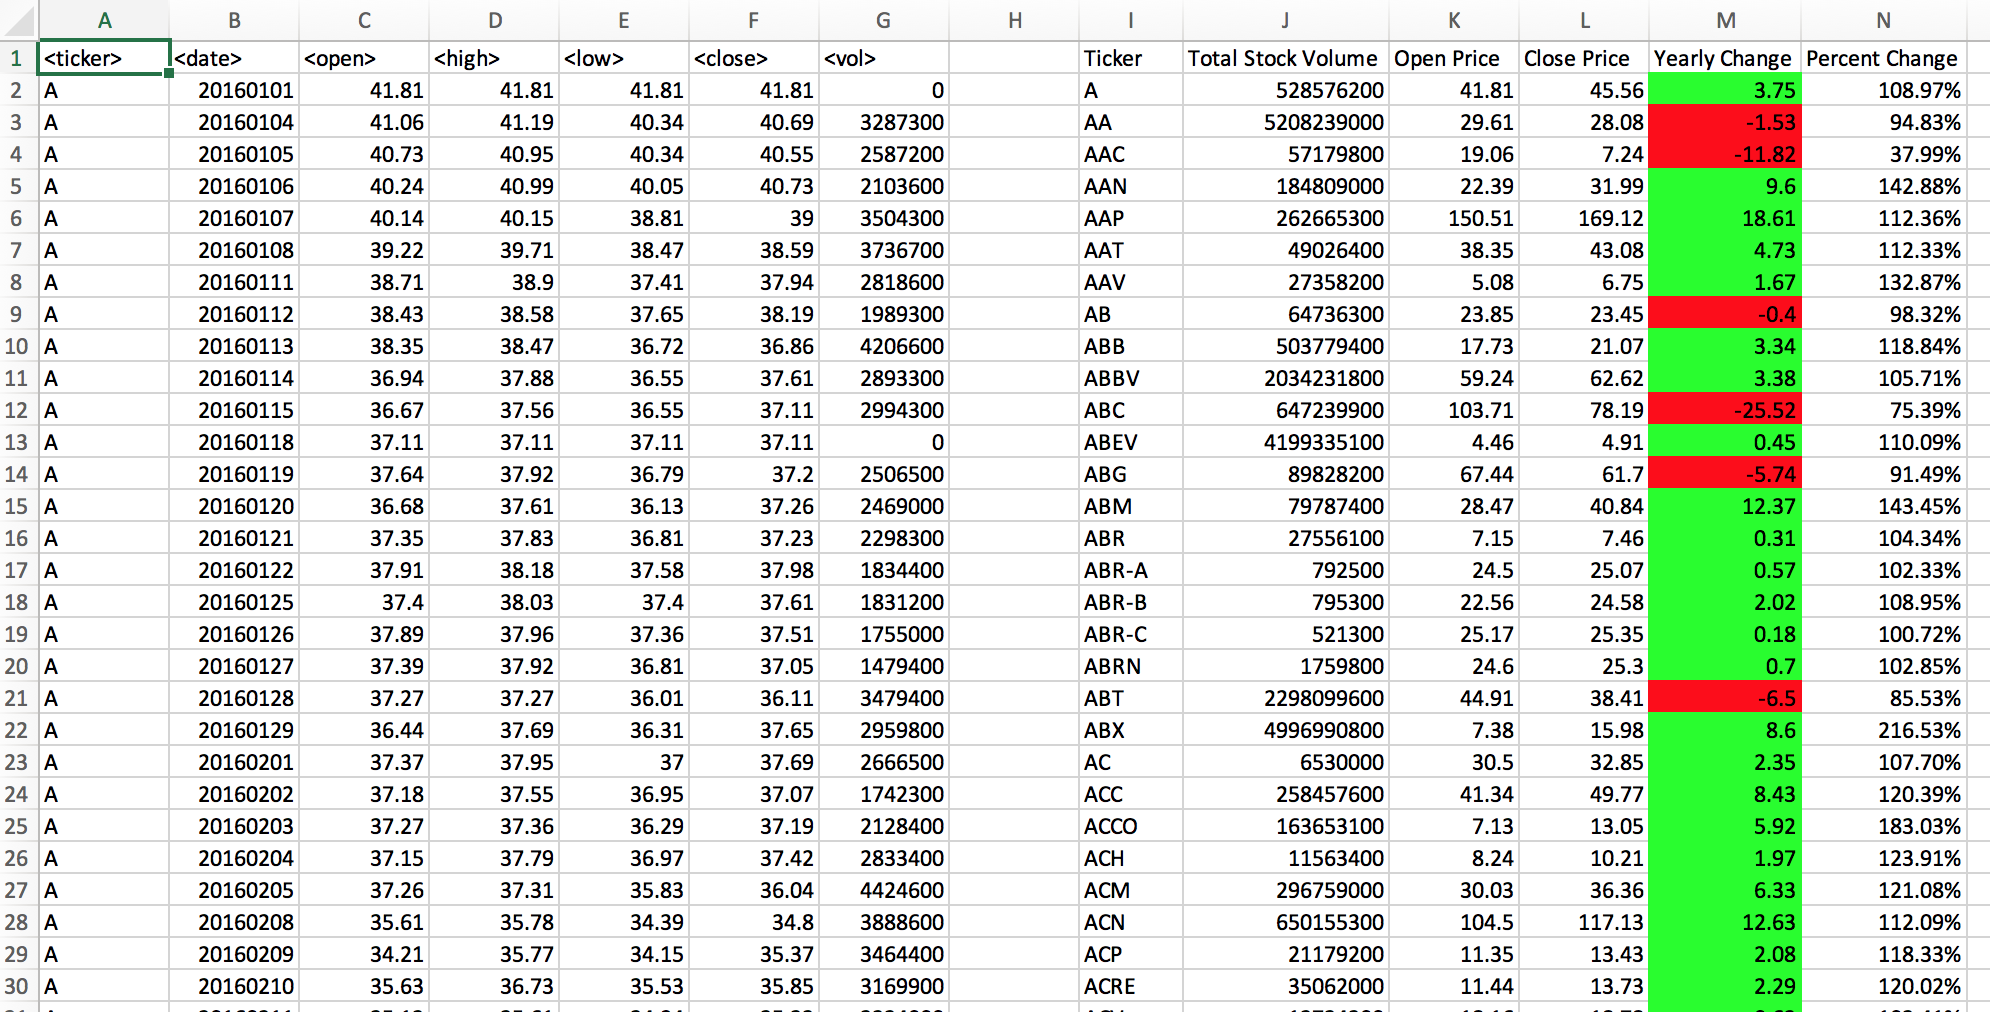 A B C D E F G H I J K L M N
1 <ticker> <date> <open> <high> <low> <close> <vol> Ticker Total Stock Volume Open Price Close Price Yearly Change Percent Change
2 A 20160101 41.81 41.81 41.81 41.81 0 A 528576200 41.81 45.56 3.75 108.97%
3 A 20160104 41.06 41.19 40.34 40.69 3287300 AA 5208239000 29.61 28.08 -1.53 94.83%
4 A 20160105 40.73 40.95 40.34 40.55 2587200 AAC 57179800 19.06 7.24 -11.82 37.99%
5 A 20160106 40.24 40.99 40.05 40.73 2103600 AAN 184809000 22.39 31.99 9.6 142.88%
6 A 20160107 40.14 40.15 38.81 39 3504300 AAP 262665300 150.51 169.12 18.61 112.36%
7 A 20160108 39.22 39.71 38.47 38.59 3736700 AAT 49026400 38.35 43.08 4.73 112.33%
8 A 20160111 38.71 38.9 37.41 37.94 2818600 AAV 27358200 5.08 6.75 1.67 132.87%
9 A 20160112 38.43 38.58 37.65 38.19 1989300 AB 64736300 23.85 23.45 -0.4 98.32%
10 A 20160113 38.35 38.47 36.72 36.86 4206600 ABB 503779400 17.73 21.07 3.34 118.84%
11 A 20160114 36.94 37.88 36.55 37.61 2893300 ABBV 2034231800 59.24 62.62 3.38 105.71%
12 A 20160115 36.67 37.56 36.55 37.11 2994300 ABC 647239900 103.71 78.19 -25.52 75.39%
13 A 20160118 37.11 37.11 37.11 37.11 0 ABEV 4199335100 4.46 4.91 0.45 110.09%
14 A 20160119 37.64 37.92 36.79 37.2 2506500 ABG 89828200 67.44 61.7 -5.74 91.49%
15 A 20160120 36.68 37.61 36.13 37.26 2469000 ABM 79787400 28.47 40.84 12.37 143.45%
16 A 20160121 37.35 37.83 36.81 37.23 2298300 ABR 27556100 7.15 7.46 0.31 104.34%
17 A 20160122 37.91 38.18 37.58 37.98 1834400 ABR-A 792500 24.5 25.07 0.57 102.33%
18 A 20160125 37.4 38.03 37.4 37.61 1831200 ABR-B 795300 22.56 24.58 2.02 108.95%
19 A 20160126 37.89 37.96 37.36 37.51 1755000 ABR-C 521300 25.17 25.35 0.18 100.72%
20 A 20160127 37.39 37.92 36.81 37.05 1479400 ABRN 1759800 24.6 25.3 0.7 102.85%
21 A 20160128 37.27 37.27 36.01 36.11 3479400 ABT 2298099600 44.91 38.41 -6.5 85.53%
22 A 20160129 36.44 37.69 36.31 37.65 2959800 ABX 4996990800 7.38 15.98 8.6 216.53%
23 A 20160201 37.37 37.95 37 37.69 2666500 AC 6530000 30.5 32.85 2.35 107.70%
24 A 20160202 37.18 37.55 36.95 37.07 1742300 ACC 258457600 41.34 49.77 8.43 120.39%
25 A 20160203 37.27 37.36 36.29 37.19 2128400 ACCO 163653100 7.13 13.05 5.92 183.03%
26 A 20160204 37.15 37.79 36.97 37.42 2833400 ACH 11563400 8.24 10.21 1.97 123.91%
27 A 20160205 37.26 37.31 35.83 36.04 4424600 ACM 296759000 30.03 36.36 6.33 121.08%
28 A 20160208 35.61 35.78 34.39 34.8 3888600 ACN 650155300 104.5 117.13 12.63 112.09%
29 A 20160209 34.21 35.77 34.15 35.37 3464400 ACP 21179200 11.35 13.43 2.08 118.33%
30 A 20160210 35.63 36.73 35.53 35.85 3169900 ACRE 35062000 11.44 13.73 2.29 120.02%